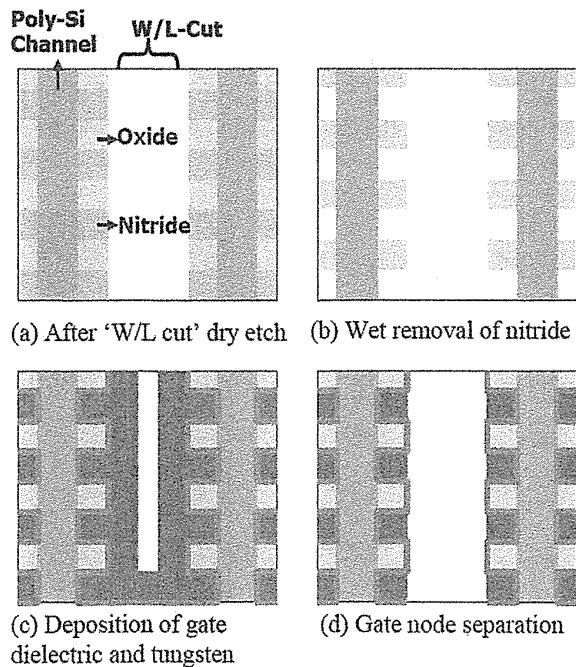 Poly-Si
Channel
W/L-Cut
Oxide
Nitride
(a) After ‘W/L cut’ dry etch
(b) Wet removal of nitride
(c) Deposition of gate
dielectric and tungsten
(d) Gate node separation